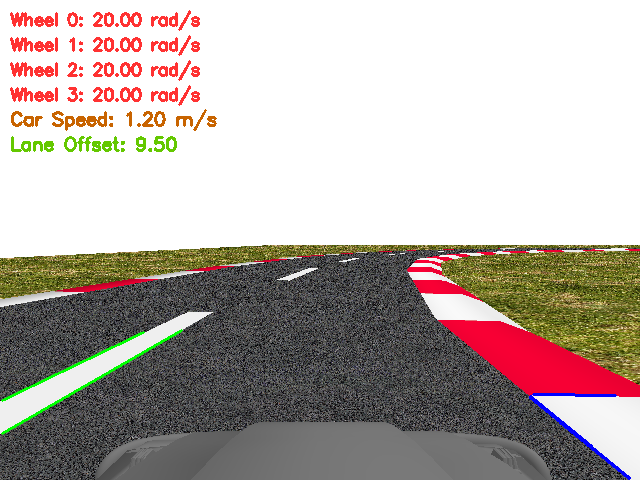 Wheel 0: 20.00 rad/s
Wheel 1: 20.00 rad/s
Wheel 2: 20.00 rad/s
Wheel 3: 20.00 rad/s
Car Speed: 1.20 m/s
Lane Offset: 9.50